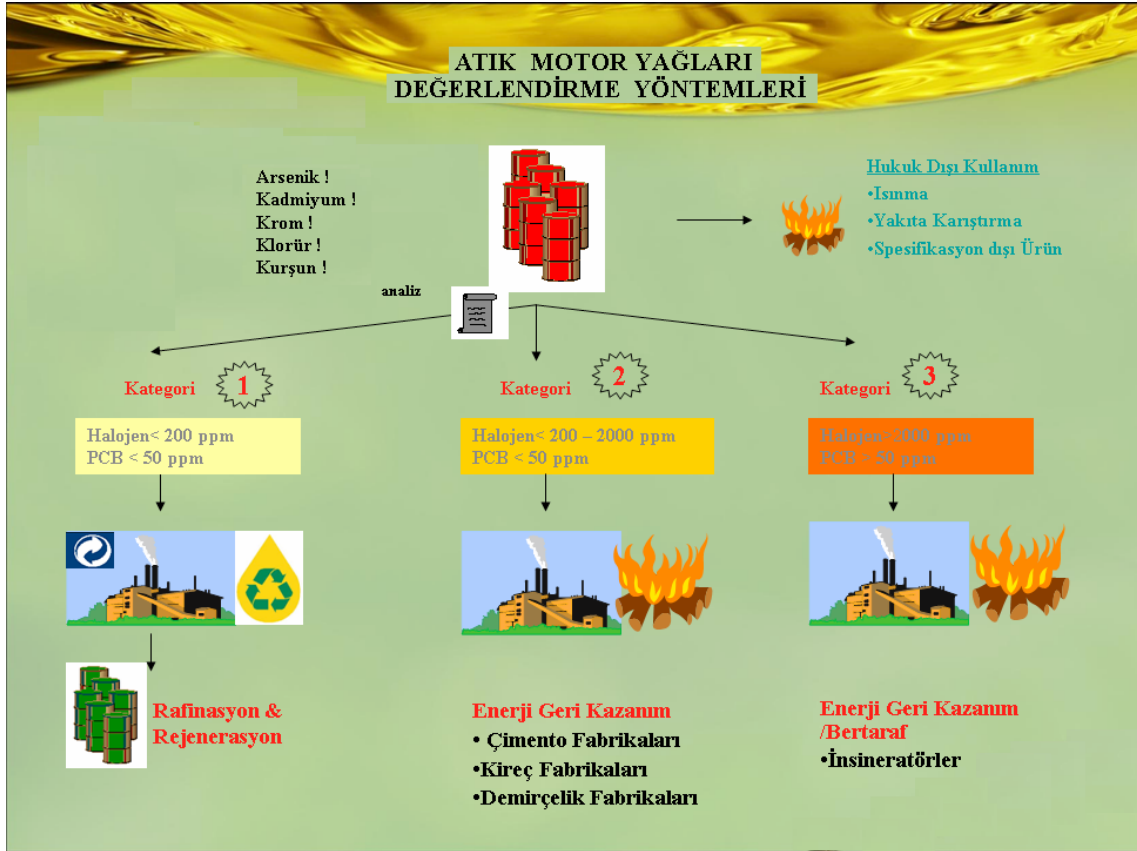 ATIK MOTOR YAĞLARI
DEĞERLENDİRME YÖNTEMLERİ
Arsenik !
Kadmiyum !
Krom !
Klorür !
Kurşun !
Hukuk Dışı Kullanım
•Isınma
•Yakıta Karıştırma
•Spesifikasyon dışı Ürün
analiz
Kategori 1
Kategori 2
Kategori 3
Halojen< 200 ppm
PCB < 50 ppm
Halojen< 200 – 2000 ppm
PCB < 50 ppm
Halojen>2000 ppm
PCB > 50 ppm
Rafinasyon &
Rejenerasyon
Enerji Geri Kazanım
• Çimento Fabrikaları
•Kireç Fabrikaları
•Demirçelik Fabrikaları
Enerji Geri Kazanım
/Bertaraf
•İnsineratörler